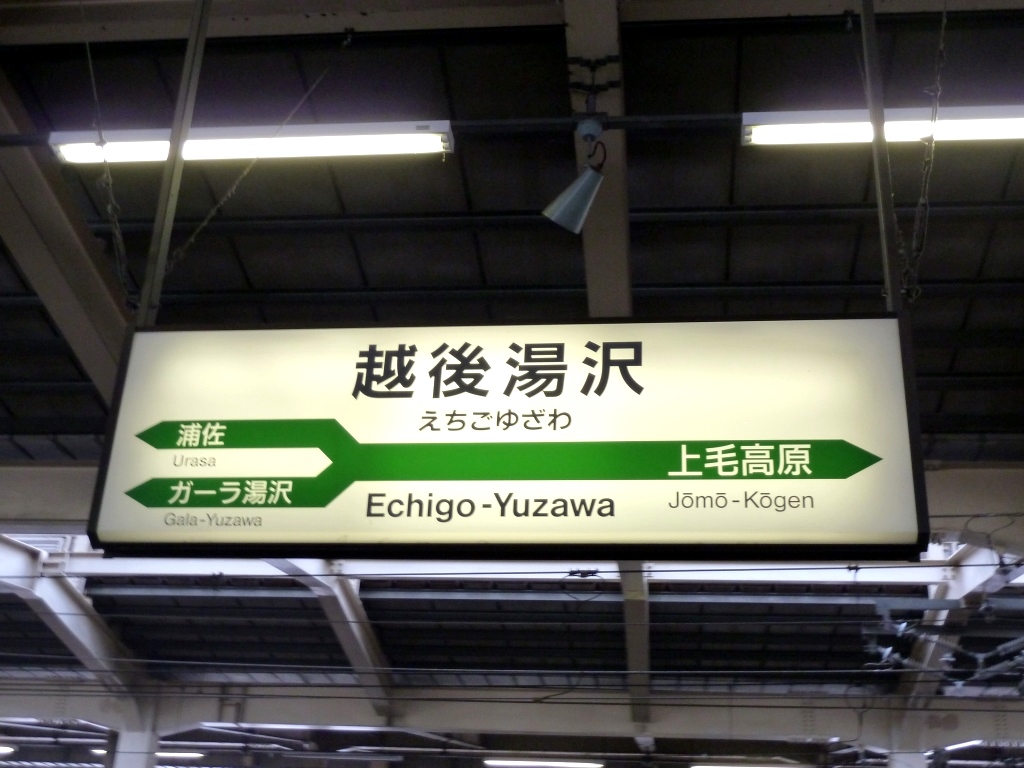 越後湯沢
えちごゆざわ
浦佐
Urasa
ガーラ湯沢
Gala-Yuzawa
Echigo-Yuzawa
上毛高原
Jōmō-Kōgen